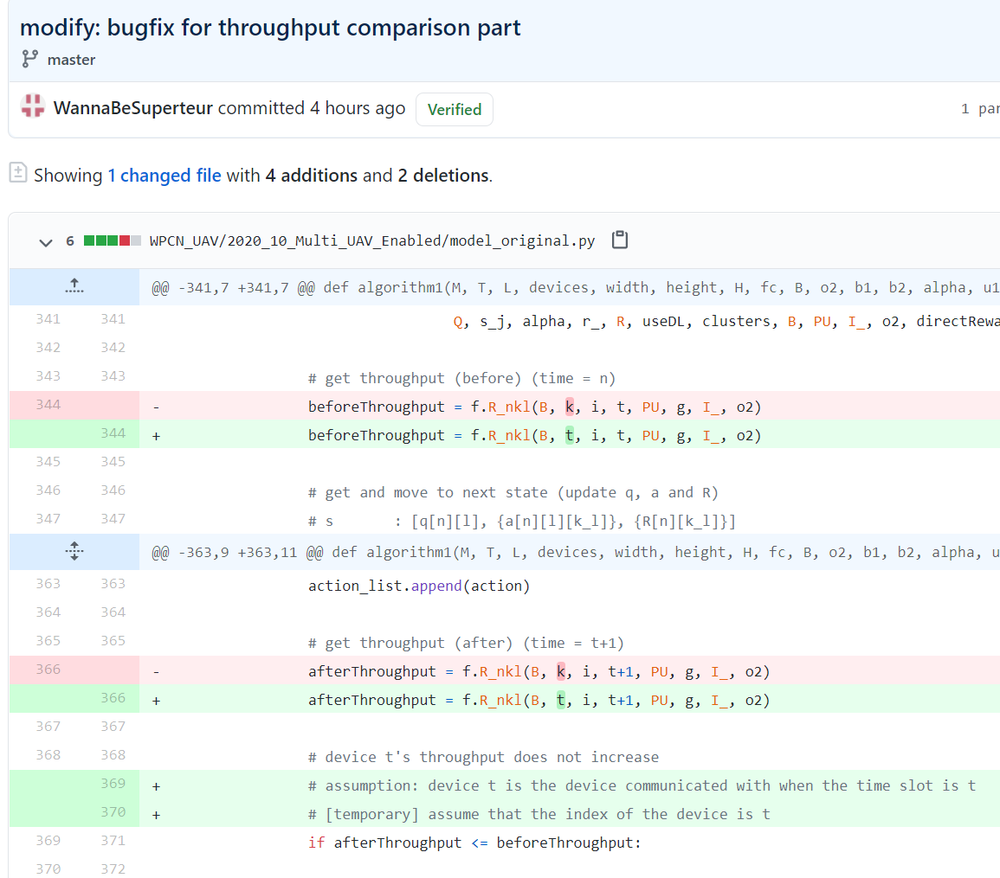 modify: bugfix for throughput comparison part
master
WannaBeSuperteur committed 4 hours ago Verified 1 par
Showing 1 changed file with 4 additions and 2 deletions.
6 WPCN_UAV/2020_10_Multi_UAV_Enabled/model_original.py
@@ -341,7 +341,7 @@ def algorithm1(M, T, L, devices, width, height, H, fc, B, o2, b1, b2, alpha, u1
341 341 Q, s_j, alpha, r_, R, useDL, clusters, B, PU, I_, o2, directRewa
342 342
343 343 # get throughput (before) (time = n)
344 - beforeThroughput = f.R_nkl(B, k, i, t, PU, g, I_, o2)
344 + beforeThroughput = f.R_nkl(B, t, i, t, PU, g, I_, o2)
345 345
346 346 # get and move to next state (update q, a and R)
347 347 # s : [q[n][l], {a[n][l][k_l]}, {R[n][k_l]}]
@@ -363,9 +363,11 @@ def algorithm1(M, T, L, devices, width, height, H, fc, B, o2, b1, b2, alpha, u
363 363 action_list.append(action)
364 364
365 365 # get throughput (after) (time = t+1)
366 - afterThroughput = f.R_nkl(B, k, i, t+1, PU, g, I_, o2)
366 + afterThroughput = f.R_nkl(B, t, i, t+1, PU, g, I_, o2)
367 367
368 368 # device t's throughput does not increase
369 + # assumption: device t is the device communicated with when the time slot is t
370 + # [temporary] assume that the index of the device is t
369 371 if afterThroughput <= beforeThroughput:
370 372